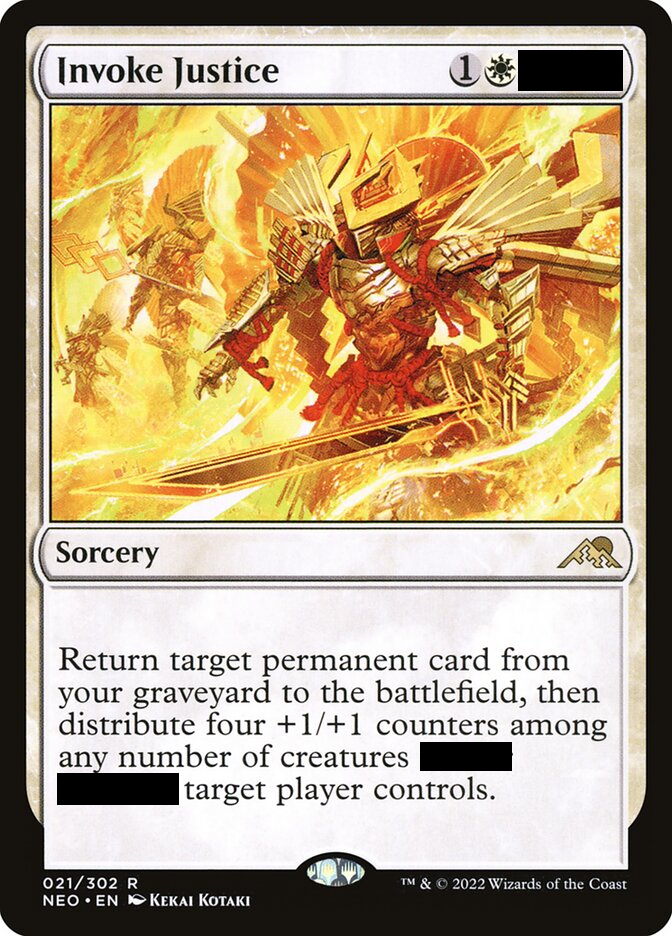 Invoke Justice 1
Sorcery
Return target permanent card from
your graveyard to the battlefield, then
distribute four +1/+1 counters among
any number of creatures
target player controls.
021/302 R
NEO • EN Kekai Kotaki
™ & © 2022 Wizards of the Coast